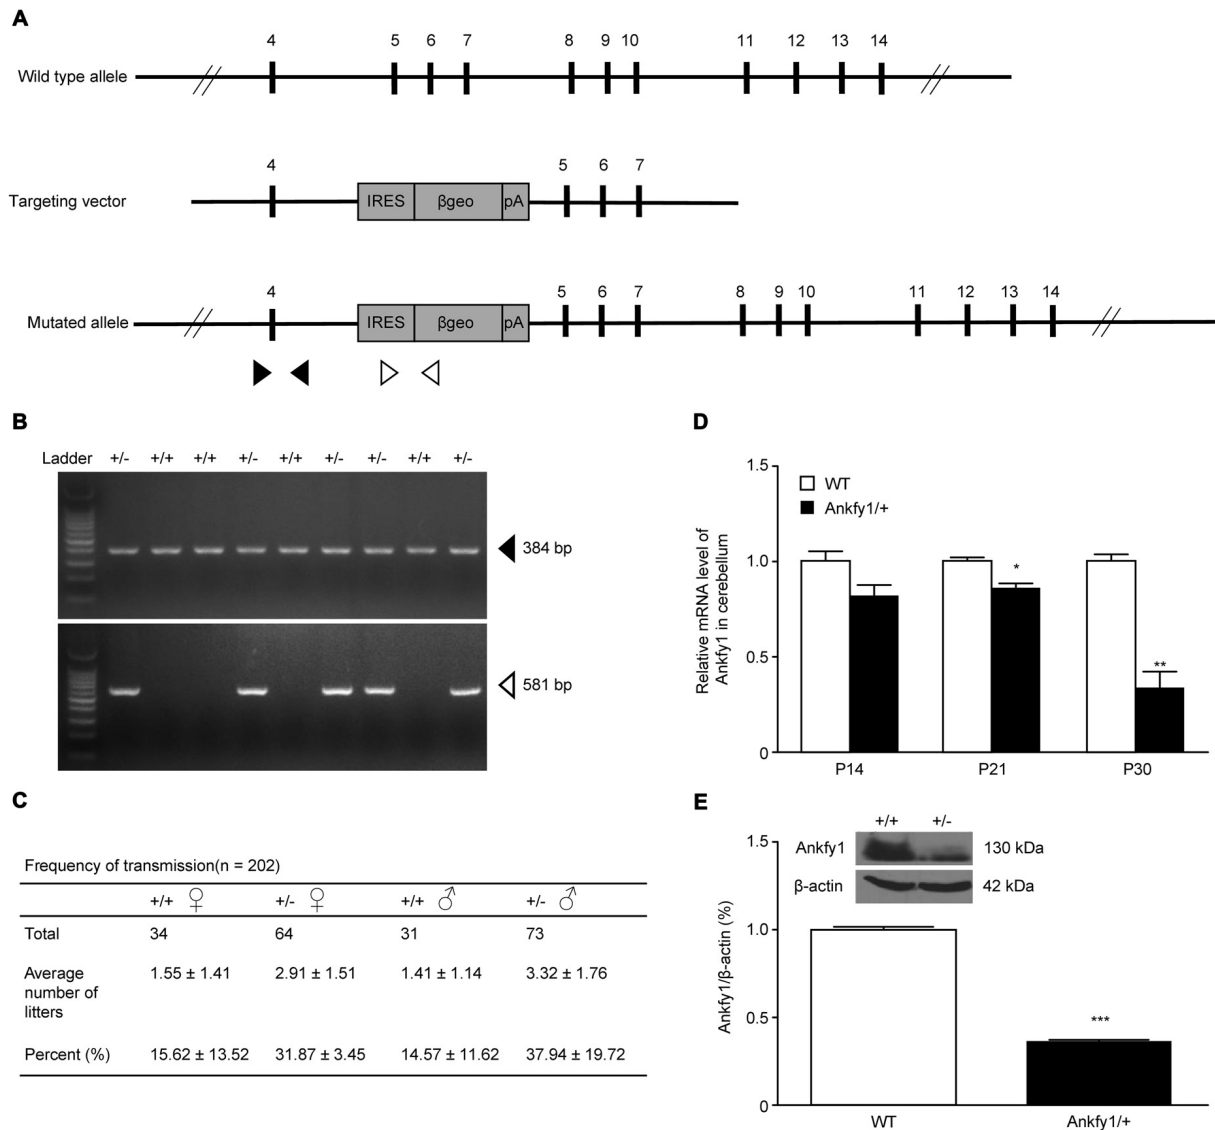 A
4 5 6 7 8 9 10 11 12 13 14
Wild type allele
4 5 6 7
Targeting vector IRES βgeo pA
4 5 6 7 8 9 10 11 12 13 14
Mutated allele IRES βgeo pA
B
Ladder +/- +/+ +/+ +/- +/+ +/- +/- +/+ +/-
384 bp
581 bp
C
Frequency of transmission(n = 202)
+/+ ♀ +/- ♀ +/+ ♂ +/- ♂
Total 34 64 31 73
Average number of litters 1.55 ± 1.41 2.91 ± 1.51 1.41 ± 1.14 3.32 ± 1.76
Percent (%) 15.62 ± 13.52 31.87 ± 3.45 14.57 ± 11.62 37.94 ± 19.72
D
Relative mRNA level of
Ankfy1 in cerebellum
1.5
1.0
0.5
0
WT
Ankfy1/+
*
**
P14 P21 P30
E
Ankfy1/β-actin (%)
1.5
1.0
0.5
0
+/+ +/-
Ankfy1 130 kDa
β-actin 42 kDa
***
WT Ankfy1/+